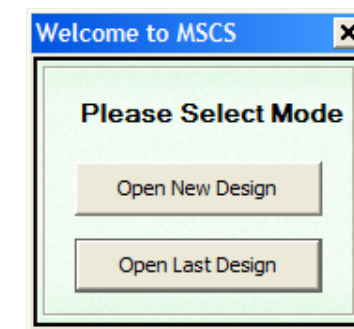 Welcome to MSCS
Please Select Mode
Open New Design
Open Last Design